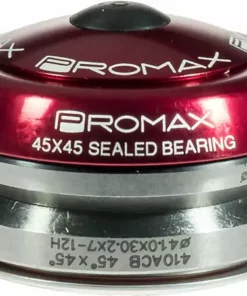 PROMAX
PROMAX
45X45 SEALED BEARING
410ACB 45°x45°
ø41.0x30.2x7-12H